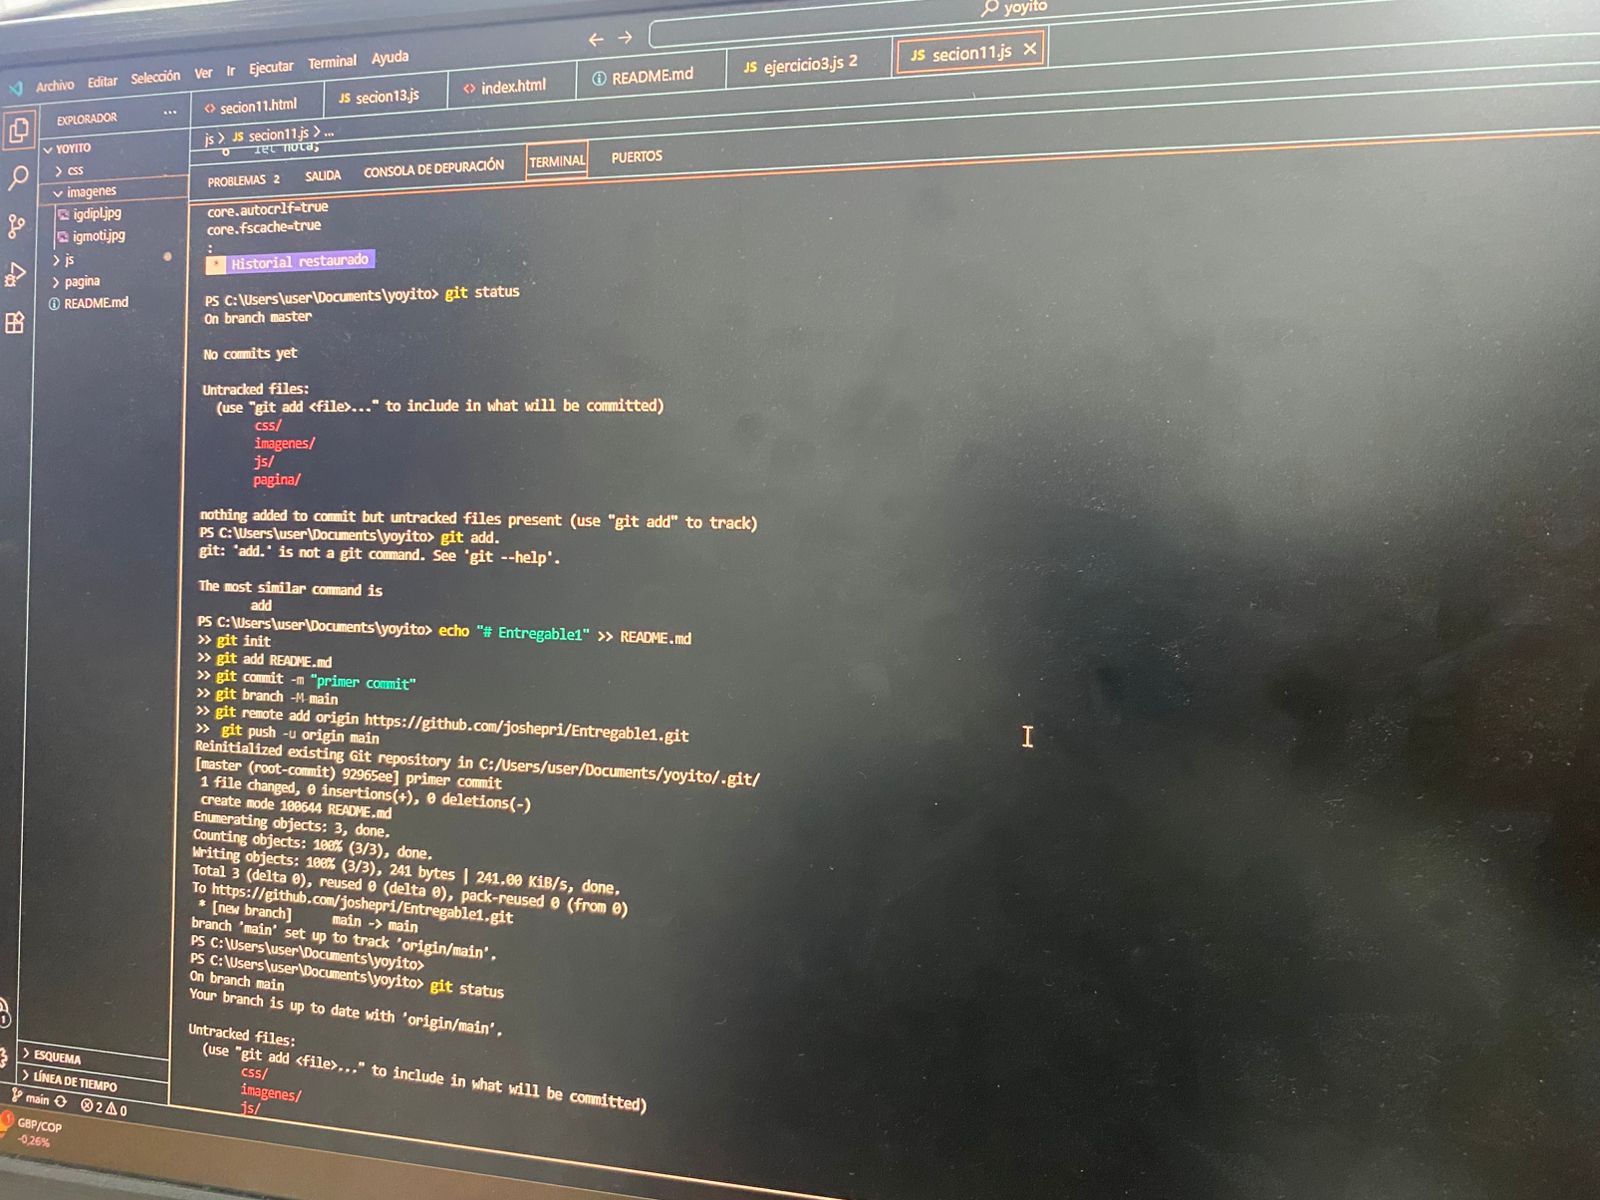 yoyito
Archivo Editar Selección Ver Ir Ejecutar Terminal Ayuda
EXPLORADOR ...
secion11.html JS secion13.js index.html README.md JS ejercicio3.js 2 JS secion11.js
js > JS secion11.js > ...
YOYITO
css
imagenes
igdipl.jpg
igmoti.jpg
js
pagina
README.md
ESQUEMA
LÍNEA DE TIEMPO
let nota;
PROBLEMAS 2 SALIDA CONSOLA DE DEPURACIÓN TERMINAL PUERTOS
core.autocrlf=true
core.fscache=true
:
* Historial restaurado
PS C:\Users\user\Documents\yoyito> git status
On branch master
No commits yet
Untracked files:
(use "git add <file>..." to include in what will be committed)
css/
imagenes/
js/
pagina/
nothing added to commit but untracked files present (use "git add" to track)
PS C:\Users\user\Documents\yoyito> git add.
git: 'add.' is not a git command. See 'git --help'.
The most similar command is
add
PS C:\Users\user\Documents\yoyito> echo "# Entregable1" >> README.md
>> git init
>> git add README.md
>> git commit -m "primer commit"
>> git branch -M main
>> git remote add origin https://github.com/joshepri/Entregable1.git
>> git push -u origin main
Reinitialized existing Git repository in C:/Users/user/Documents/yoyito/.git/
[master (root-commit) 92965ee] primer commit
1 file changed, 0 insertions(+), 0 deletions(-)
create mode 100644 README.md
Enumerating objects: 3, done.
Counting objects: 100% (3/3), done.
Writing objects: 100% (3/3), 241 bytes | 241.00 KiB/s, done.
Total 3 (delta 0), reused 0 (delta 0), pack-reused 0 (from 0)
To https://github.com/joshepri/Entregable1.git
* [new branch] main -> main
branch 'main' set up to track 'origin/main'.
PS C:\Users\user\Documents\yoyito>
PS C:\Users\user\Documents\yoyito> git status
On branch main
Your branch is up to date with 'origin/main'.
Untracked files:
(use "git add <file>..." to include in what will be committed)
css/
imagenes/
js/
main 2 0
GBP/COP
-0,26%